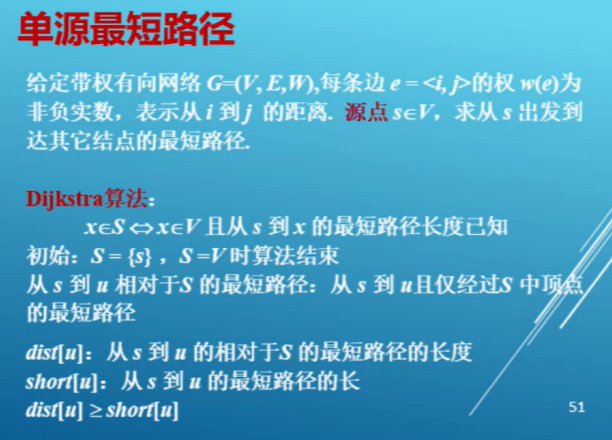 单源最短路径
给定带权有向网络 G=(V, E,W),每条边 e = <i, j>的权 w(e)为
非负实数，表示从 i 到 j 的距离. 源点 s∈V，求从 s 出发到
达其它结点的最短路径.
Dijkstra算法：
x∈S ⇔ x∈V 且从 s 到 x 的最短路径长度已知
初始：S = {s} ，S =V 时算法结束
从 s 到 u 相对于S 的最短路径：从 s 到 u且仅经过S 中顶点
的最短路径
dist[u]：从 s 到 u 的相对于S 的最短路径的长度
short[u]：从 s 到 u 的最短路径的长
dist[u] ≥ short[u]
51